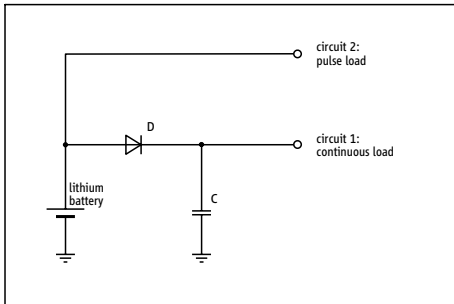 circuit 2:
pulse load
D
circuit 1:
continuous load
lithium
battery
C